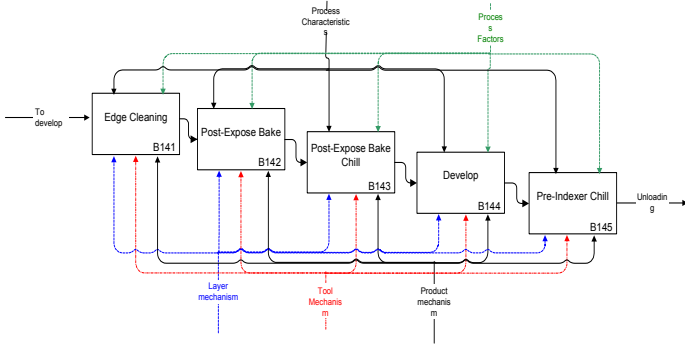 Process
Characteristic
s
Proces
s
Factors
To
develop
Edge Cleaning
B141
Post-Expose Bake
B142
Post-Expose Bake
Chill
B143
Develop
B144
Pre-Indexer Chill
B145
Unloadin
g
Layer
mechanism
Tool
Mechanis
m
Product
mechanis
m